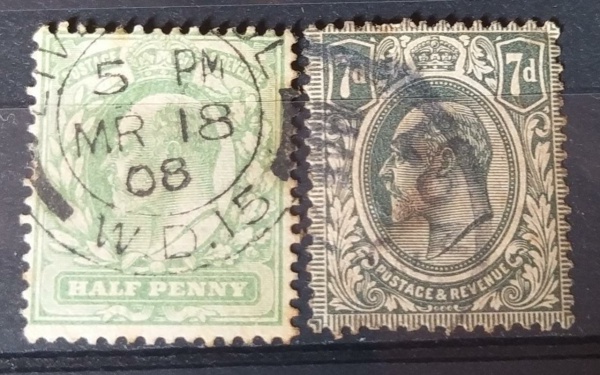 5 PM
MR 18
08
W.D.15
HALF PENNY
7d 7d
POSTAGE & REVENUE